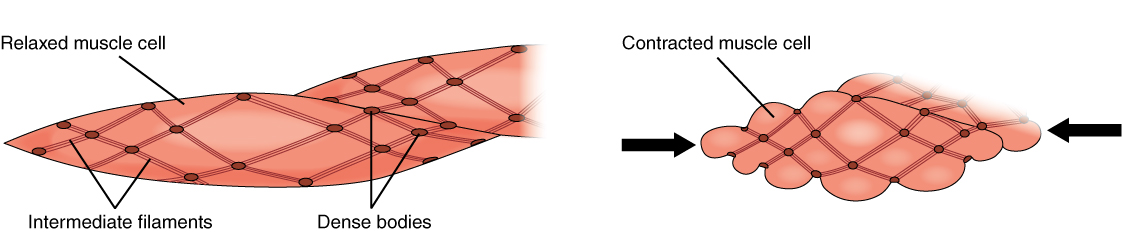 Relaxed muscle cell
Contracted muscle cell
Intermediate filaments
Dense bodies